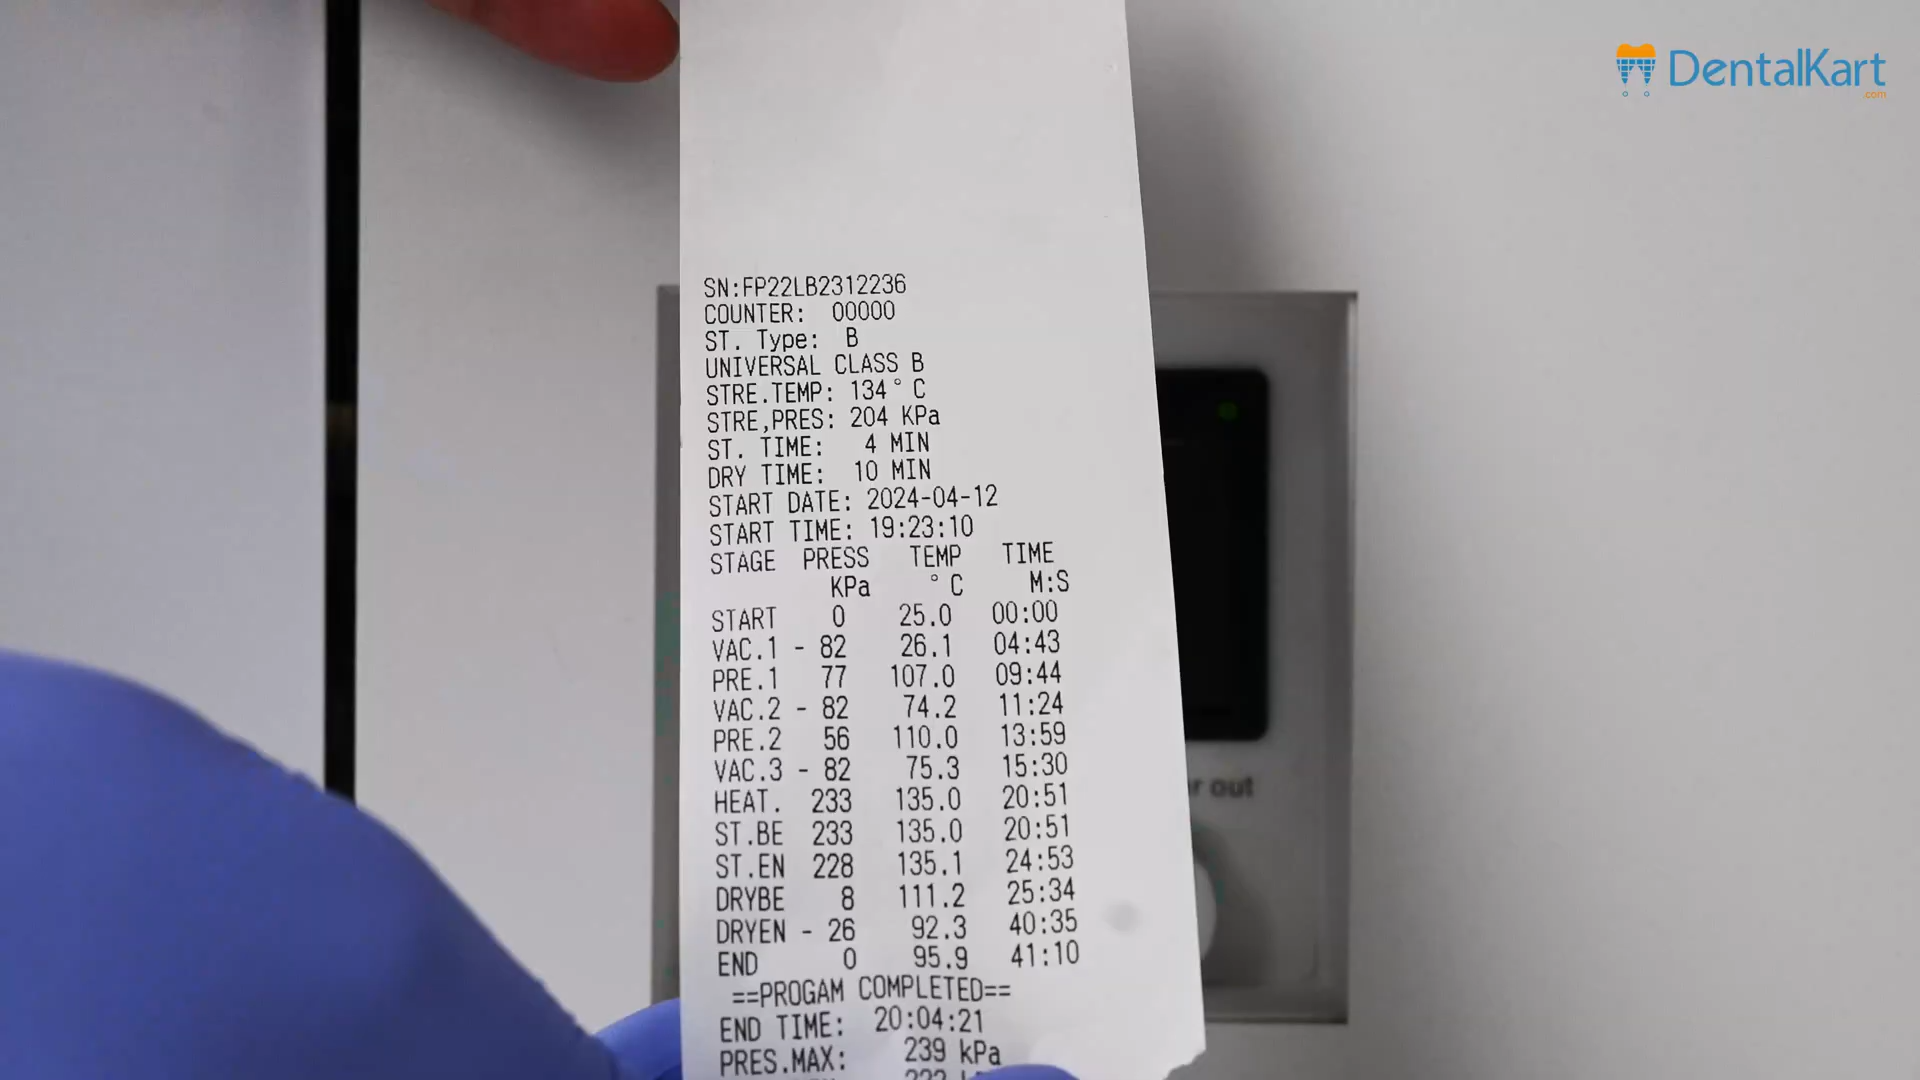 DentalKart
.com
SN:FP22LB2312236
COUNTER: 00000
ST. Type: B
UNIVERSAL CLASS B
STRE.TEMP: 134°C
STRE,PRES: 204 KPa
ST. TIME: 4 MIN
DRY TIME: 10 MIN
START DATE: 2024-04-12
START TIME: 19:23:10
STAGE PRESS TEMP TIME
KPa °C M:S
START 0 25.0 00:00
VAC.1 - 82 26.1 04:43
PRE.1 77 107.0 09:44
VAC.2 - 82 74.2 11:24
PRE.2 56 110.0 13:59
VAC.3 - 82 75.3 15:30
HEAT. 233 135.0 20:51
ST.BE 233 135.0 20:51
ST.EN 228 135.1 24:53
DRYBE 8 111.2 25:34
DRYEN - 26 92.3 40:35
END 0 95.9 41:10
==PROGAM COMPLETED==
END TIME: 20:04:21
PRES.MAX: 239 kPa
out